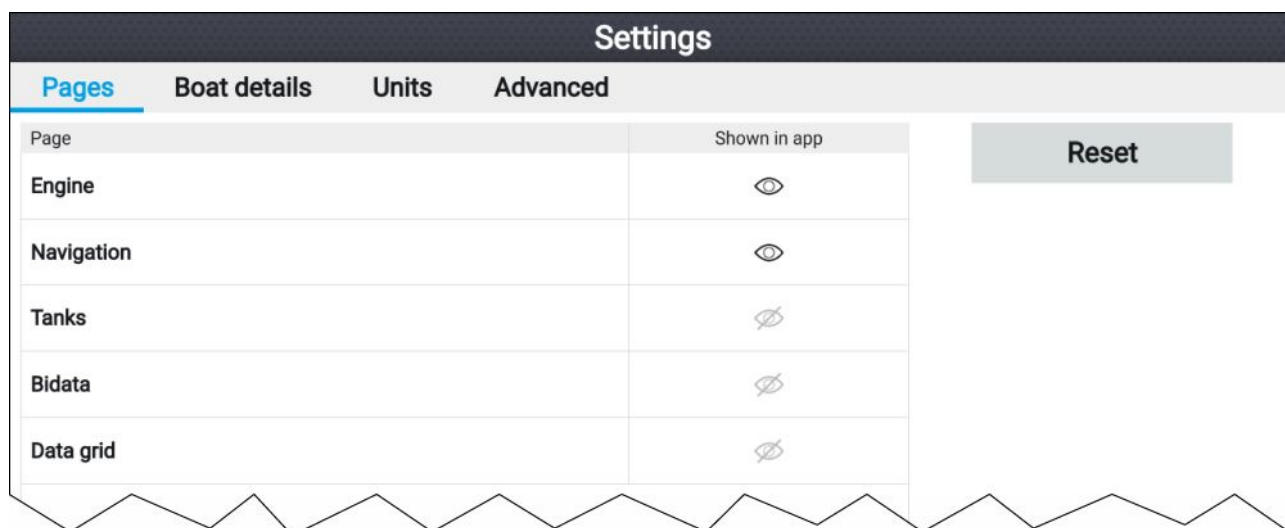 Settings
Pages Boat details Units Advanced
Page Shown in app
Reset
Engine
Navigation
Tanks
Bidata
Data grid